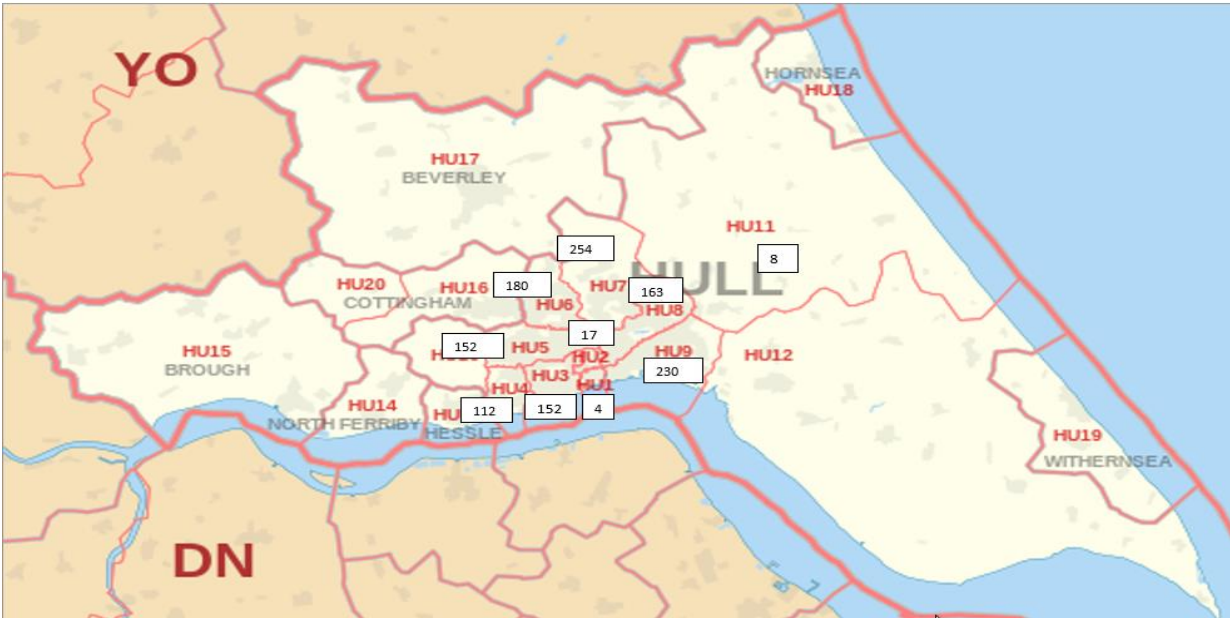 YO
HORNSEA
HU18
HU17
BEVERLEY
HU11
254
8
HULL
HU20
HU16
180
HU7
163
COTTINGHAM
HU6
HU8
17
HU15
152
HU5
HU2
HU9
HU12
BROUGH
230
HU3
HU4
HU1
HU14
HU
112
152
4
NORTH FERRIBY
HESSLE
HU19
WITHERNSEA
DN